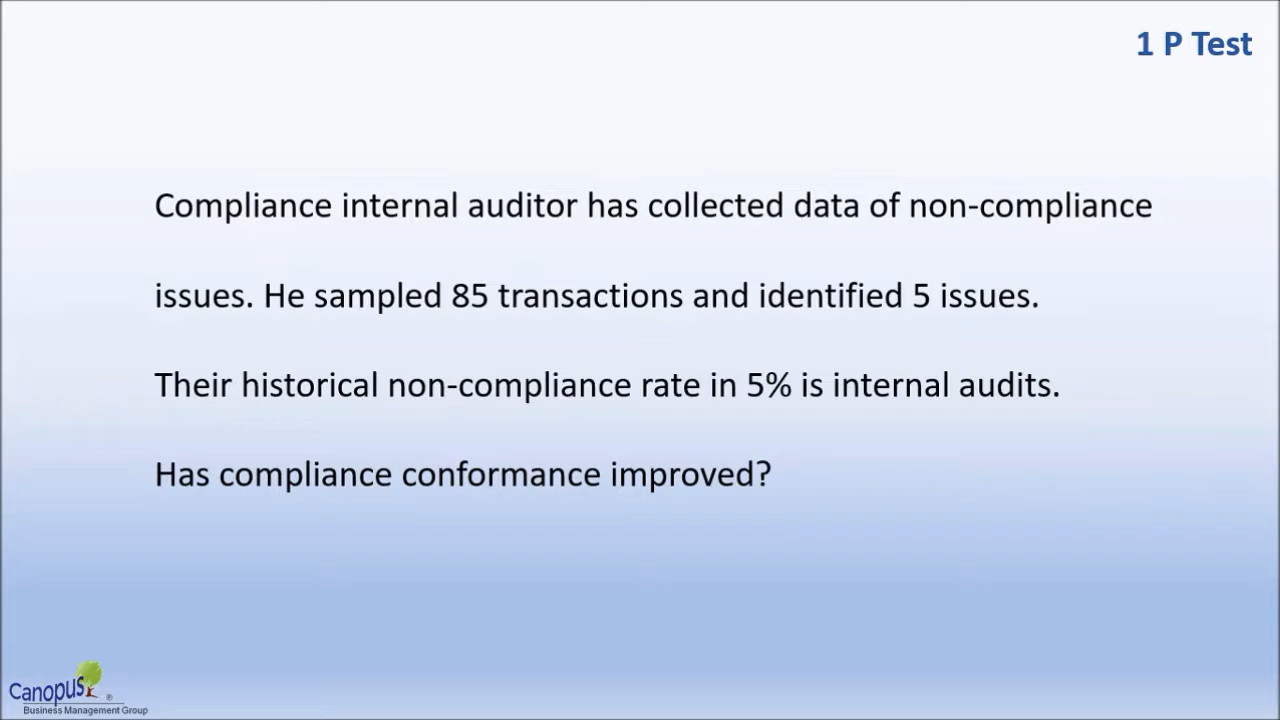 1 P Test
Compliance internal auditor has collected data of non-compliance
issues. He sampled 85 transactions and identified 5 issues.
Their historical non-compliance rate in 5% is internal audits.
Has compliance conformance improved?
Canopus ®
Business Management Group